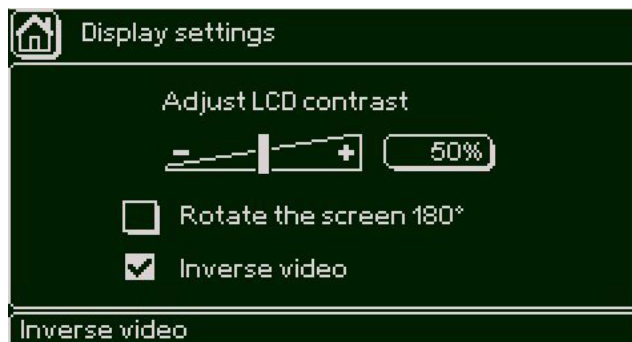 Display settings
Adjust LCD contrast
- + 50%
Rotate the screen 180°
Inverse video
Inverse video